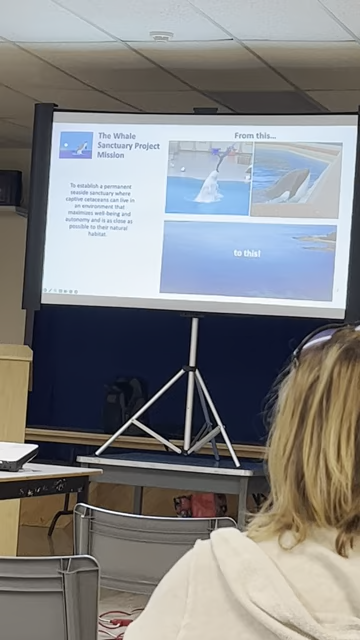 The Whale
Sanctuary Project
Mission
To establish a permanent
seaside sanctuary where
captive cetaceans can live in
an environment that
maximizes well-being and
autonomy and is as close as
possible to their natural
habitat.
From this...
to this!